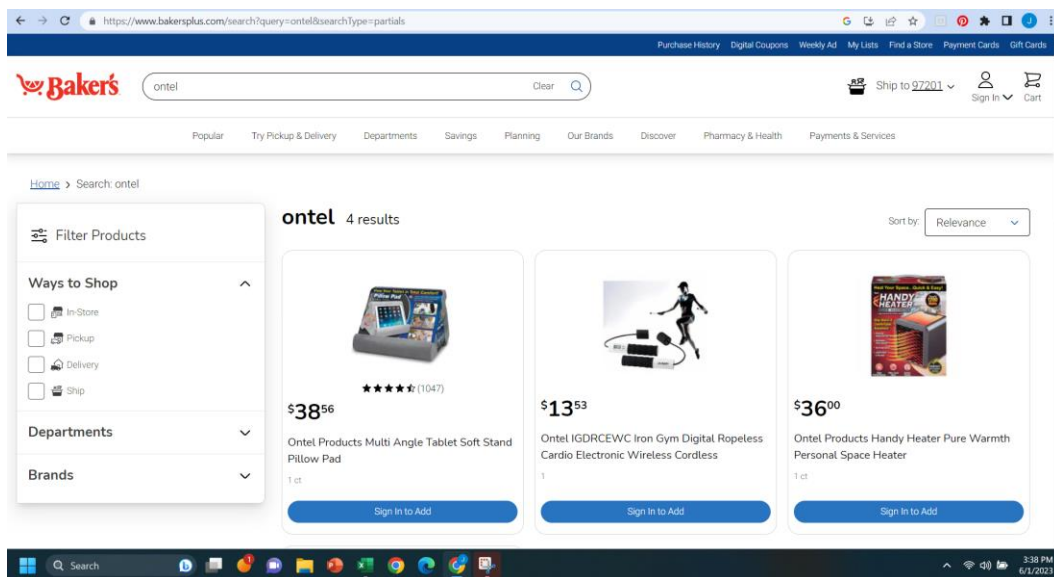 https://www.bakersplus.com/search?query=ontel&searchType=partials
Purchase History Digital Coupons Weekly Ad My Lists Find a Store Payment Cards Gift Cards
Baker's
ontel
Clear
Ship to 97201
Sign In
Cart
Popular Try Pickup & Delivery Departments Savings Planning Our Brands Discover Pharmacy & Health Payments & Services
Home > Search: ontel
Filter Products
Ways to Shop
In-Store
Pickup
Delivery
Ship
Departments
Brands
ontel 4 results
Sort by: Relevance
Pillow Pad
(1047)
$38 56
Ontel Products Multi Angle Tablet Soft Stand
Pillow Pad
1 ct
Sign In to Add
$13 53
Ontel IGDRCEWC Iron Gym Digital Ropeless
Cardio Electronic Wireless Cordless
1
Sign In to Add
HANDY
HEATER
$36 00
Ontel Products Handy Heater Pure Warmth
Personal Space Heater
1 ct
Sign In to Add
Search
3:38 PM
6/1/2023